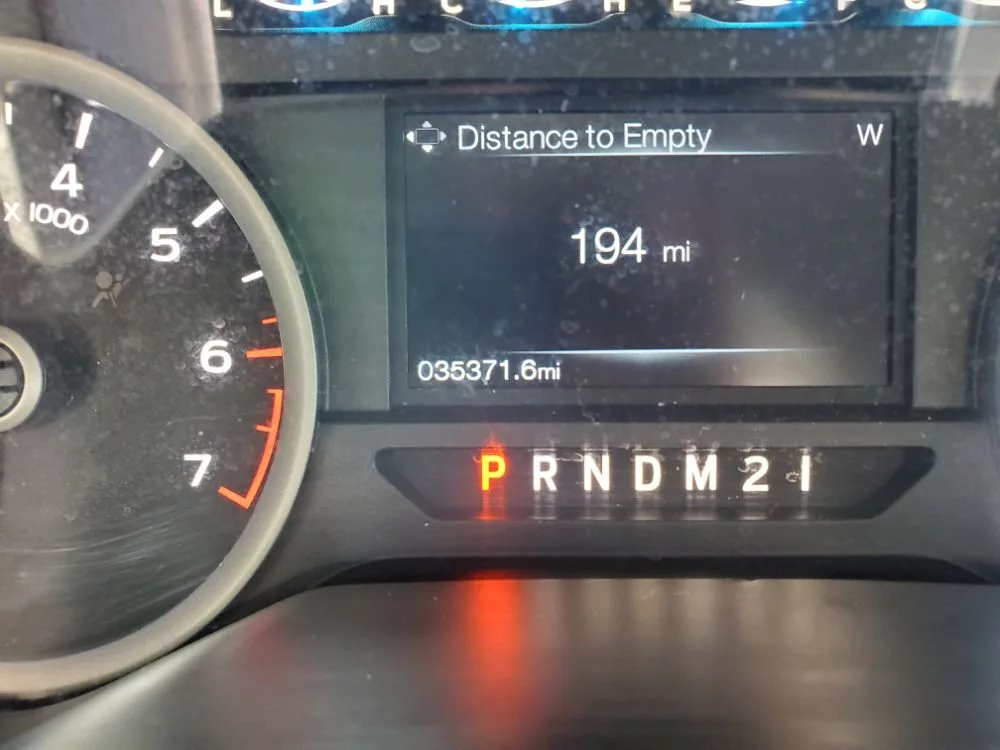 L H C H E F C
4
x 1000
5
6
7
Distance to Empty W
194 mi
035371.6mi
P R N D M 2 1